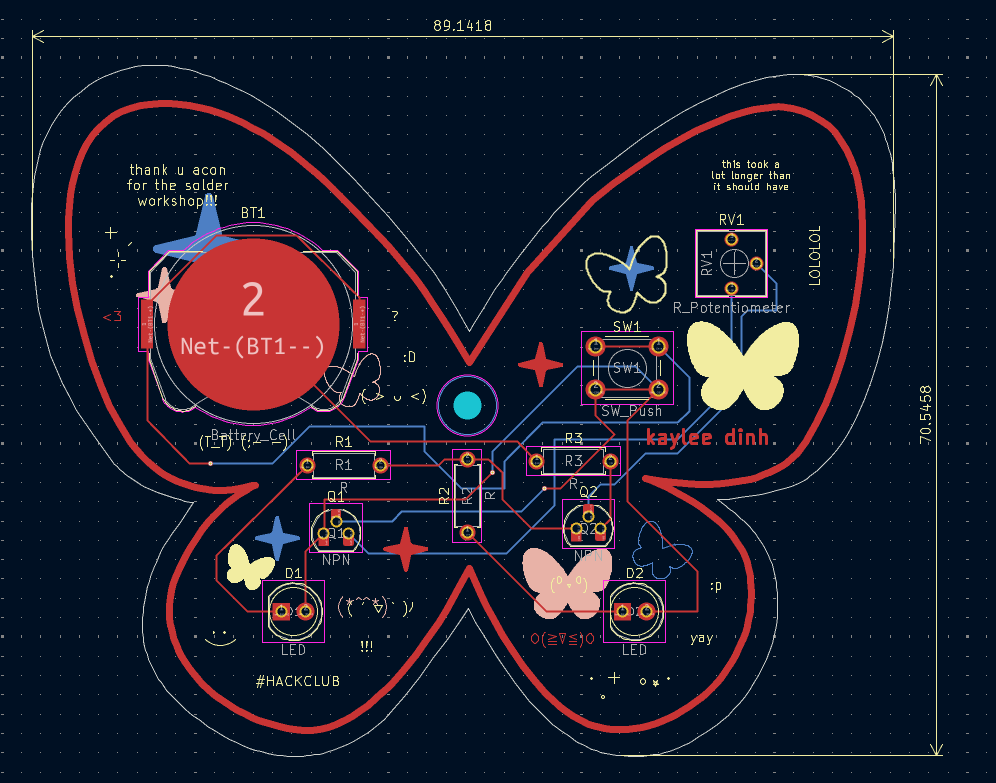 89.1418
thank u acon
for the solder
workshop!!!
this took a
lot longer than
it should have
BT1
RV1
RV1
LOLOLOL
<3
2
Net-(BT1--)
?
:D
R_Potentiometer
SW1
SW1
SW_Push
70.5458
Battery_Cell
(T_T)
kaylee dinh
R1
R1
R
R2
R2
R
R3
R3
R
Q1
Q1
NPN
Q2
Q2
NPN
D1
LED
D2
LED
:p
O(≧∇≦)O
yay
!!!
#HACKCLUB